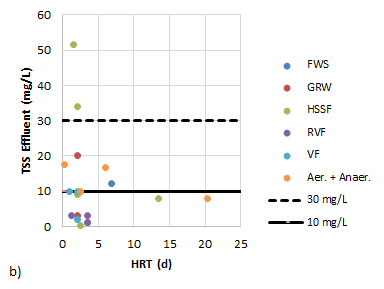 60
50
40
30
20
10
0
TSS Effluent (mg/L)
0 5 10 15 20 25
HRT (d)
b)
FWS
GRW
HSSF
RVF
VF
Aer. + Anaer.
30 mg/L
10 mg/L